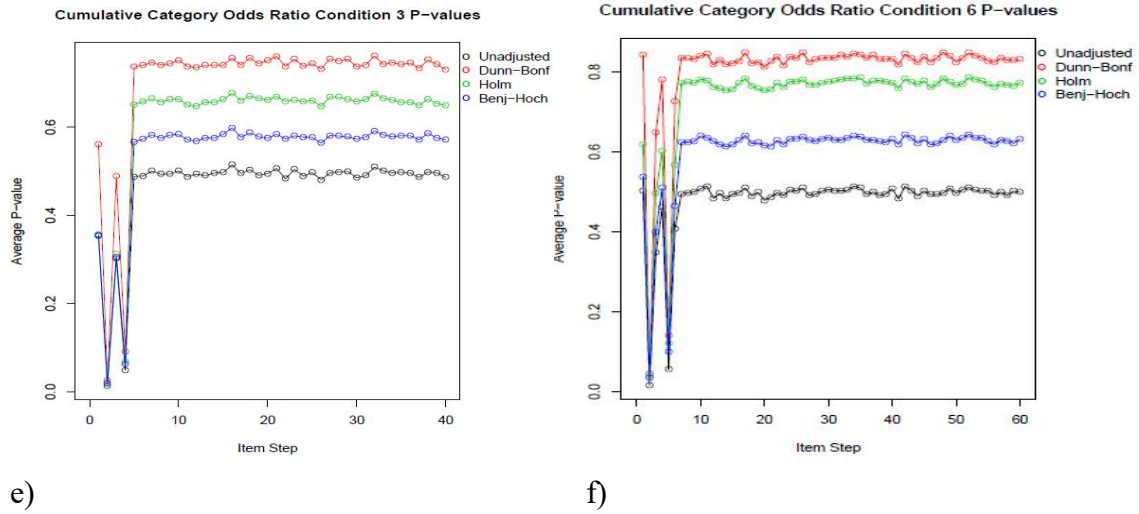 Cumulative Category Odds Ratio Condition 3 P−values
Unadjusted
Dunn−Bonf
Holm
Benj−Hoch
Average P-value
0.0
0.2
0.4
0.6
0 10 20 30 40
Item Step
e)
Cumulative Category Odds Ratio Condition 6 P−values
Unadjusted
Dunn−Bonf
Holm
Benj−Hoch
Average P-value
0.0
0.2
0.4
0.6
0.8
0 10 20 30 40 50 60
Item Step
f)